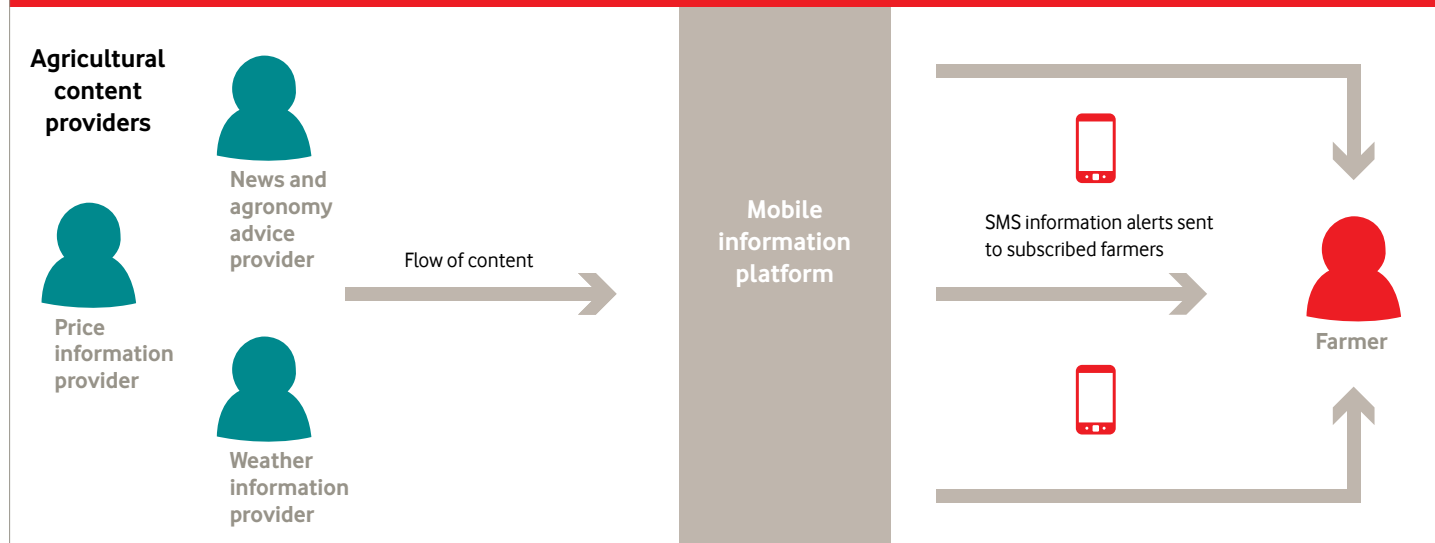 Agricultural
content
providers
News and
agronomy
advice
provider
Price
information
provider
Weather
information
provider
Flow of content
Mobile
information
platform
SMS information alerts sent
to subscribed farmers
Farmer